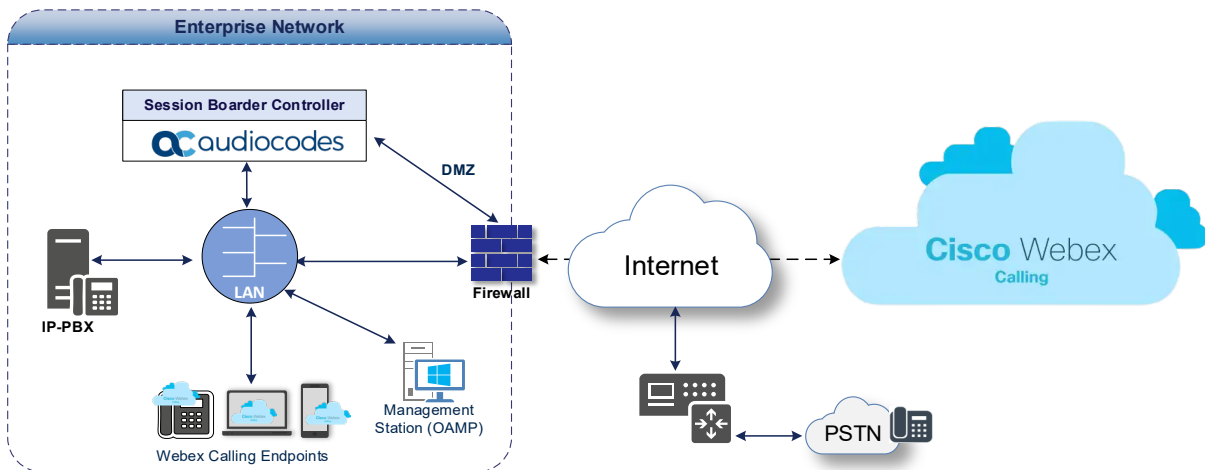 Enterprise Network
Session Boarder Controller
audiocodes
DMZ
LAN
IP-PBX
Firewall
Internet
Cisco Webex
Calling
Management
Station (OAMP)
Webex Calling Endpoints
PSTN